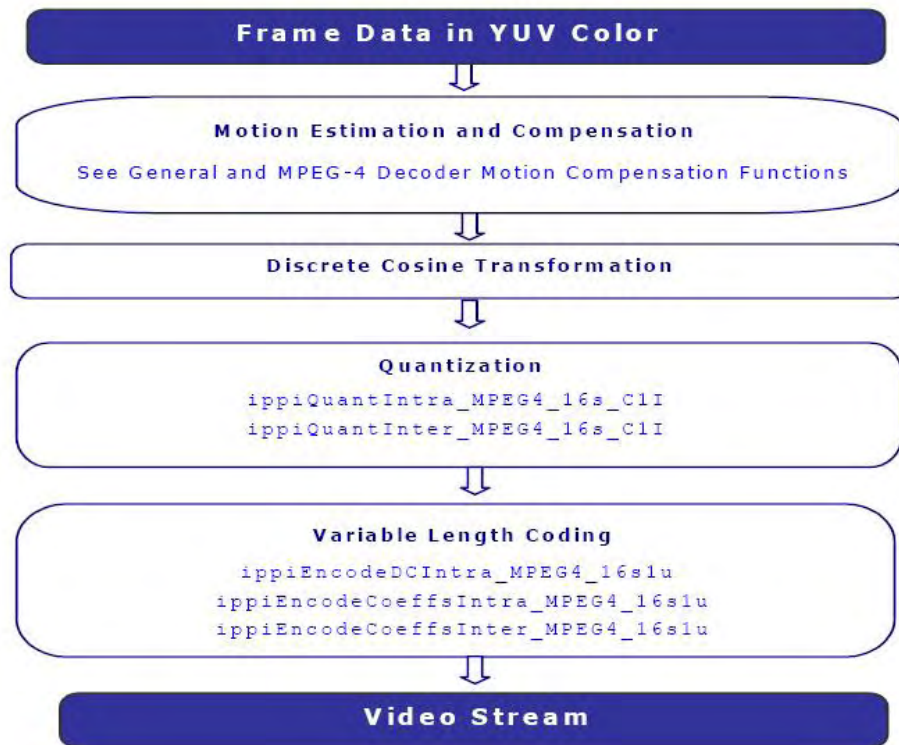 Frame Data in YUV Color
Motion Estimation and Compensation
See General and MPEG-4 Decoder Motion Compensation Functions
Discrete Cosine Transformation
Quantization
ippiQuantIntra_MPEG4_16s_C1I
ippiQuantInter_MPEG4_16s_C1I
Variable Length Coding
ippiEncodeDCIntra_MPEG4_16s1u
ippiEncodeCoeffsIntra_MPEG4_16s1u
ippiEncodeCoeffsInter_MPEG4_16s1u
Video Stream